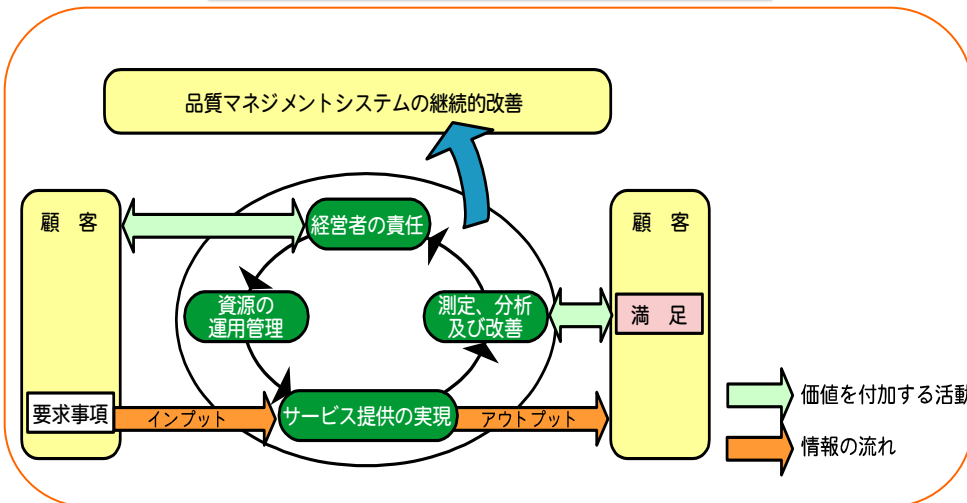 品質マネジメントシステムの継続的改善
顧　客
経営者の責任
顧　客
資源の
運用管理
測定、分析
及び改善
満　足
要求事項
インプット
サービス提供の実現
アウトプット
価値を付加する活動
情報の流れ